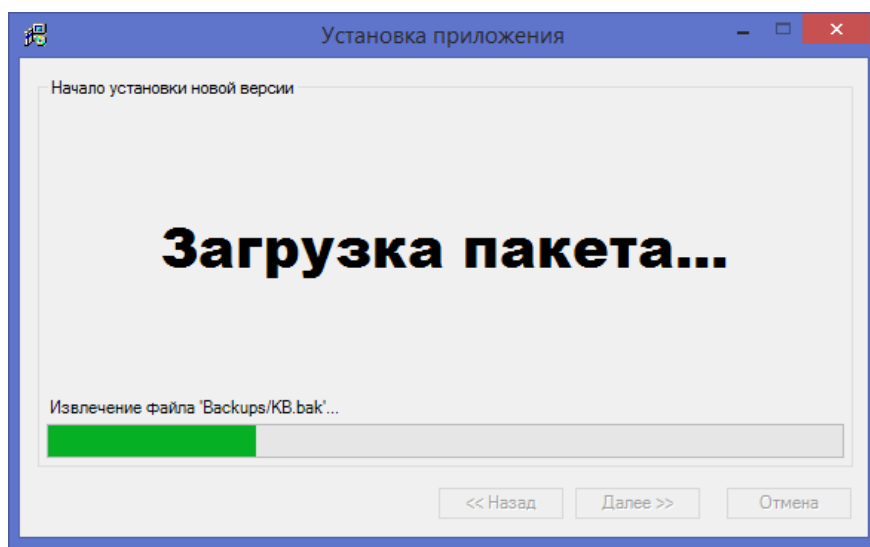 Установка приложения
Начало установки новой версии
Загрузка пакета...
Извлечение файла 'Backups/KB.bak'...
<< Назад
Далее >>
Отмена